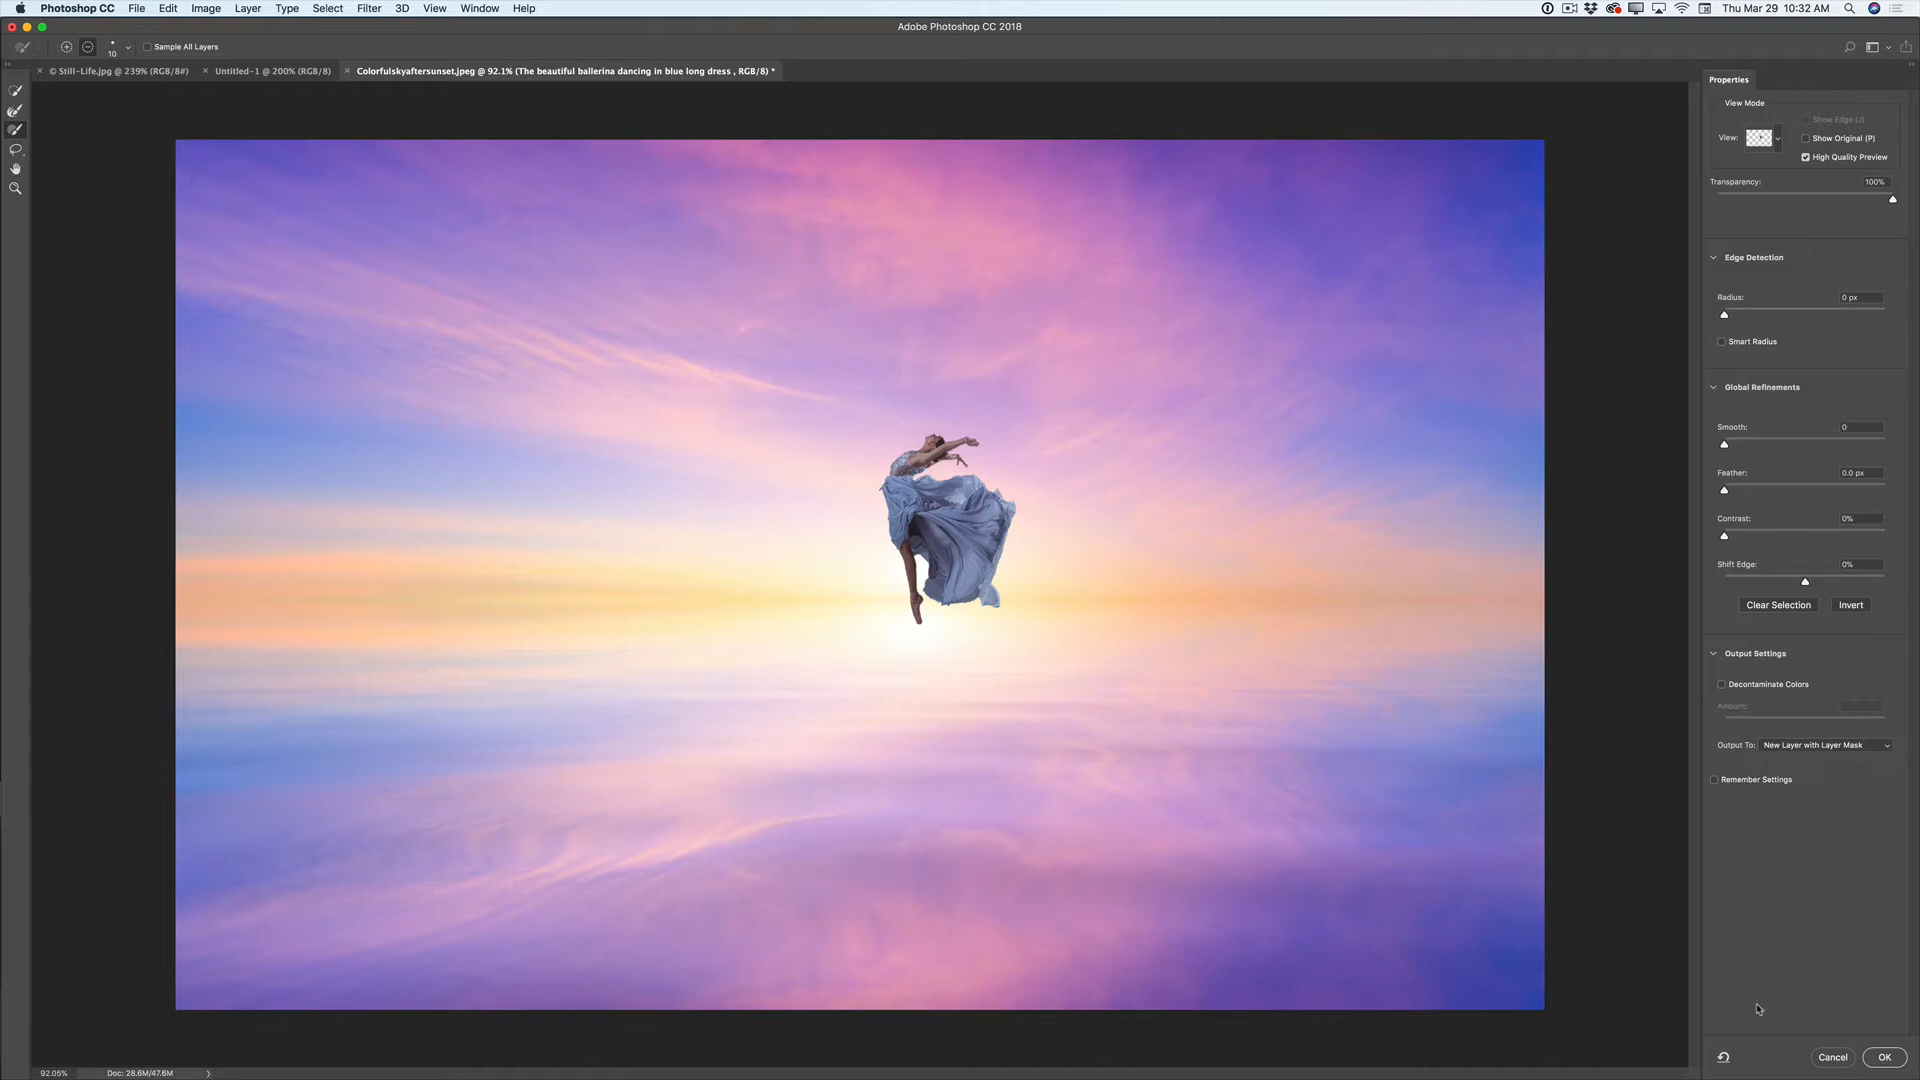 Photoshop CC File Edit Image Layer Type Select Filter 3D View Window Help Thu Mar 29 10:32 AM
Adobe Photoshop CC 2018
10 Sample All Layers
© Still-Life.jpg @ 239% (RGB/8#) Untitled-1 @ 200% (RGB/8) Colorfulskyaftersunset.jpeg @ 92.1% (The beautiful ballerina dancing in blue long dress , RGB/8) *
Properties
View Mode
Show Edge (J)
View: Show Original (P)
High Quality Preview
Transparency: 100%
Edge Detection
Radius: 0 px
Smart Radius
Global Refinements
Smooth: 0
Feather: 0.0 px
Contrast: 0%
Shift Edge: 0%
Clear Selection Invert
Output Settings
Decontaminate Colors
Amount:
Output To: New Layer with Layer Mask
Remember Settings
Cancel OK
92.05% Doc: 28.6M/47.6M